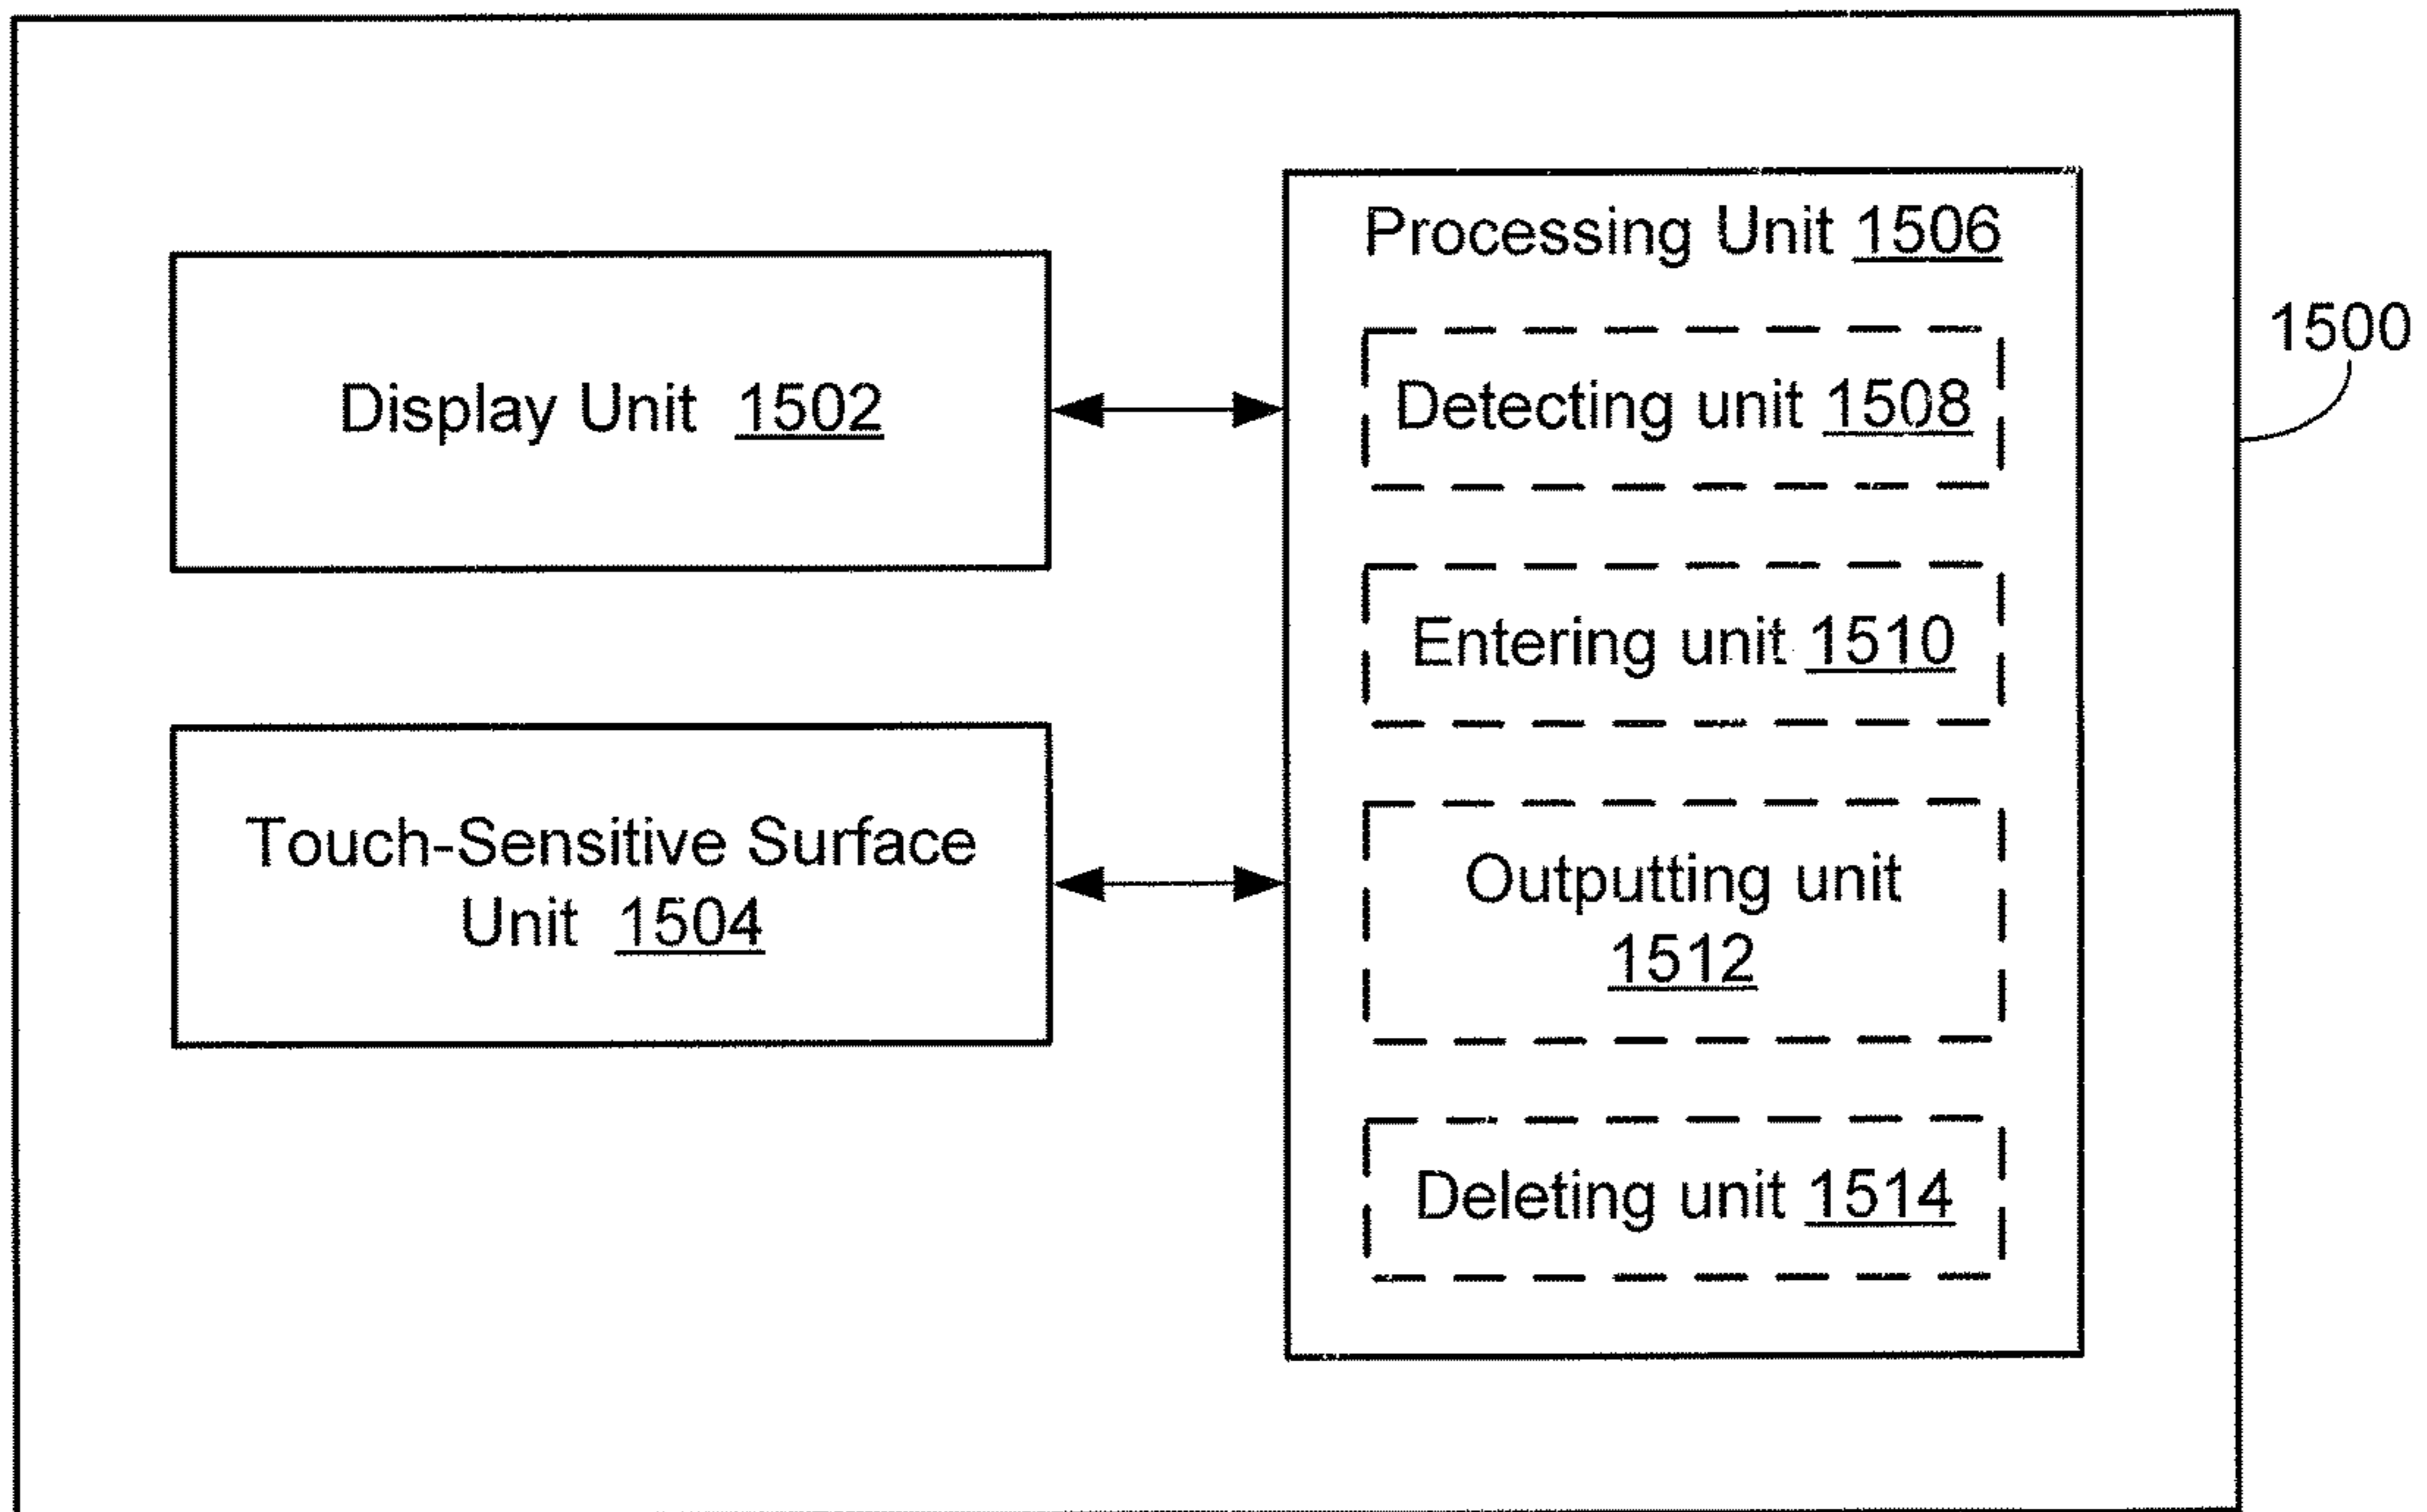 Processing Unit 1506
Display Unit 1502
Detecting unit 1508
1500
Entering unit 1510
Touch-Sensitive Surface
Unit 1504
Outputting unit
1512
Deleting unit 1514